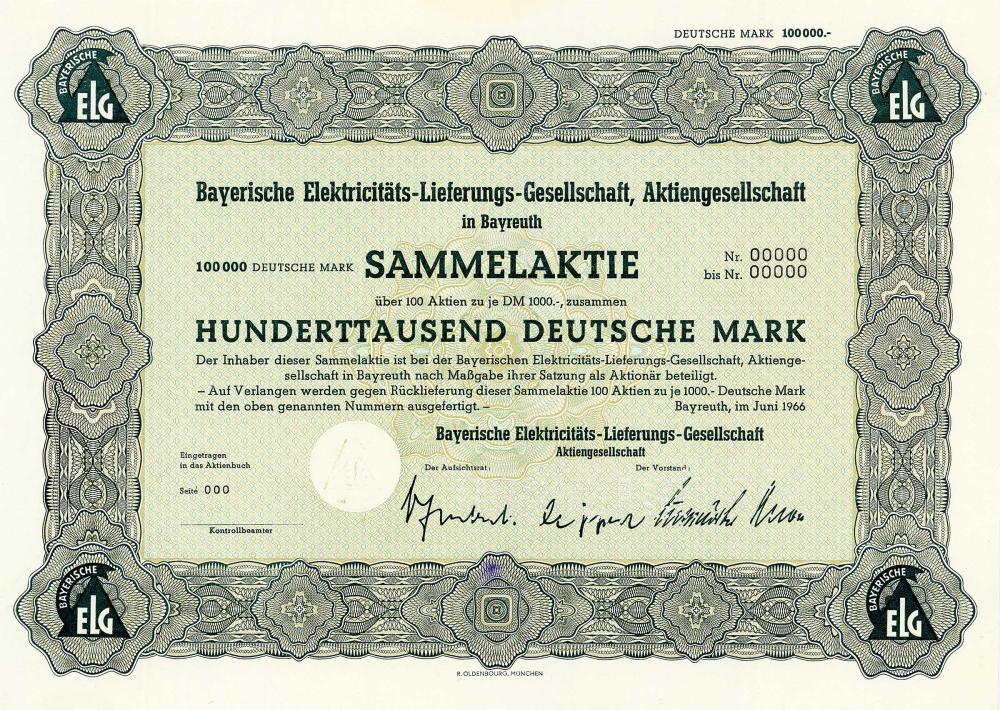 DEUTSCHE MARK 100000.-
BAYERISCHE ELG
BAYERISCHE ELG
Bayerische Elektricitäts-Lieferungs-Gesellschaft, Aktiengesellschaft
in Bayreuth
100000 DEUTSCHE MARK SAMMELAKTIE Nr. 00000
bis Nr. 00000
über 100 Aktien zu je DM 1000.-, zusammen
HUNDERTTAUSEND DEUTSCHE MARK
Der Inhaber dieser Sammelaktie ist bei der Bayerischen Elektricitäts-Lieferungs-Gesellschaft, Aktienge-
sellschaft in Bayreuth nach Maßgabe ihrer Satzung als Aktionär beteiligt.
– Auf Verlangen werden gegen Rücklieferung dieser Sammelaktie 100 Aktien zu je 1000.- Deutsche Mark
mit den oben genannten Nummern ausgefertigt. – Bayreuth, im Juni 1966
Bayerische Elektricitäts-Lieferungs-Gesellschaft
Aktiengesellschaft
Eingetragen
in das Aktienbuch
Der Aufsichtsrat: Der Vorstand:
Seite 000
Kontrollbeamter
BAYERISCHE ELG
BAYERISCHE ELG
R. OLDENBOURG, MÜNCHEN